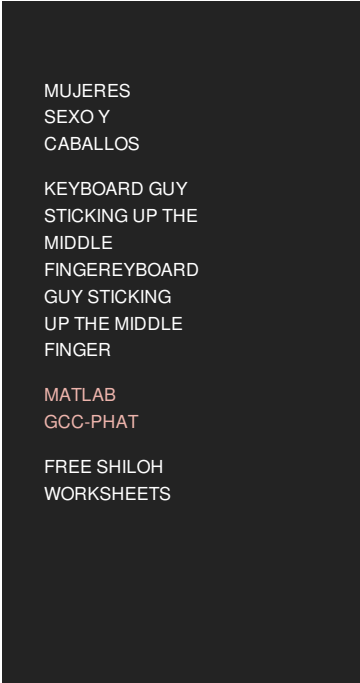 MUJERES
SEXO Y
CABALLOS
KEYBOARD GUY
STICKING UP THE
MIDDLE
FINGEREYBOARD
GUY STICKING
UP THE MIDDLE
FINGER
MATLAB
GCC-PHAT
FREE SHILOH
WORKSHEETS